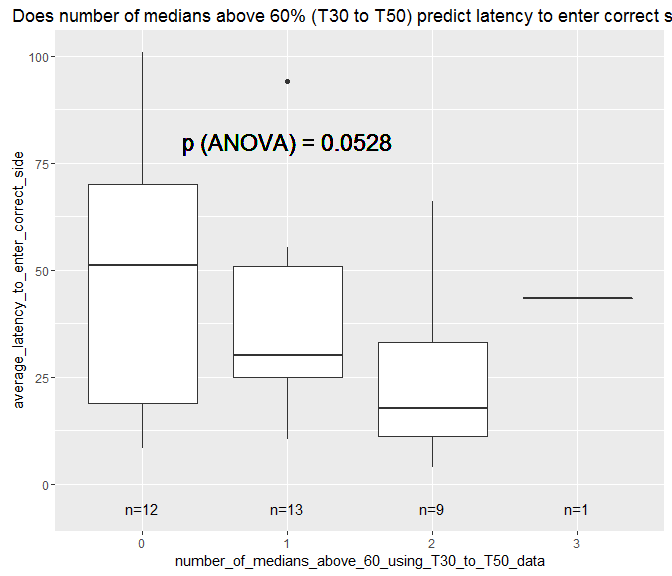 Does number of medians above 60% (T30 to T50) predict latency to enter correct s
100
75
50
25
0
average_latency_to_enter_correct_side
p (ANOVA) = 0.0528
n=12 n=13 n=9 n=1
0 1 2 3
number_of_medians_above_60_using_T30_to_T50_data